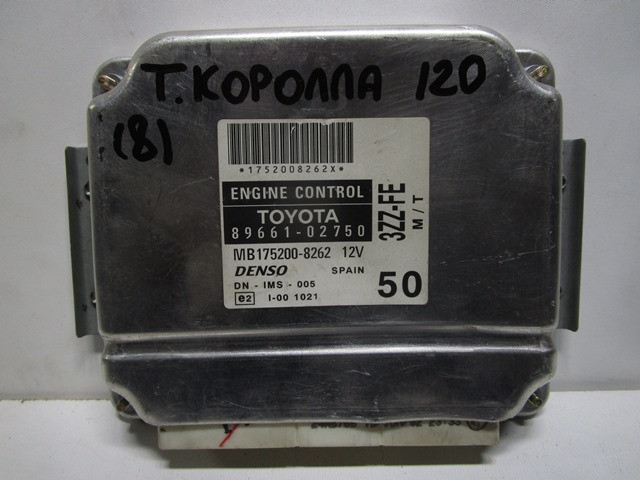 Т.КОРОЛЛА 120
(8)
*1752008262X*
ENGINE CONTROL
TOYOTA
89661-02750
3ZZ-FE
M/T
MB175200-8262 12V
DENSO SPAIN
DN - IMS - 005
50
e2 I-00 1021